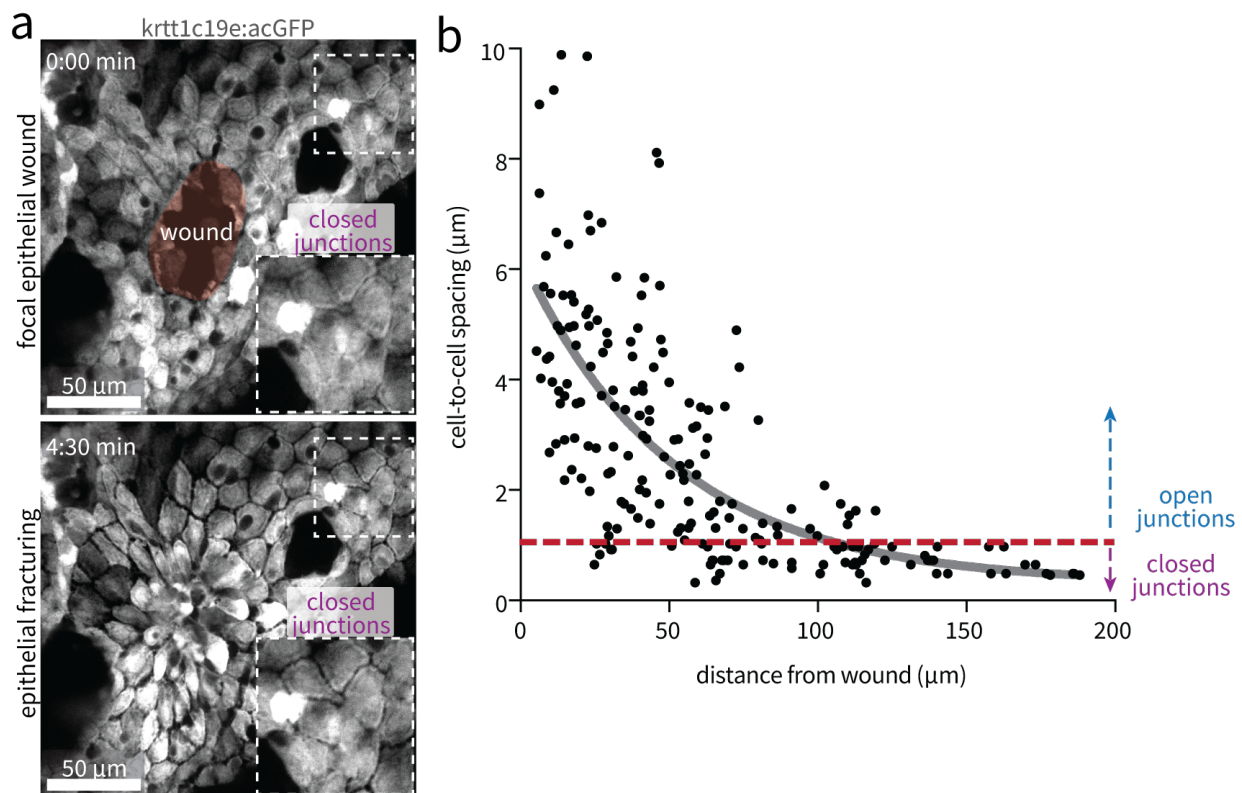 a
krtt1c19e:acGFP
focal epithelial wound
0:00 min
wound
closed
junctions
50 µm
epithelial fracturing
4:30 min
closed
junctions
50 µm
b
cell-to-cell spacing (µm)
10
8
6
4
2
0
0
50
100
150
200
distance from wound (µm)
open
junctions
closed
junctions